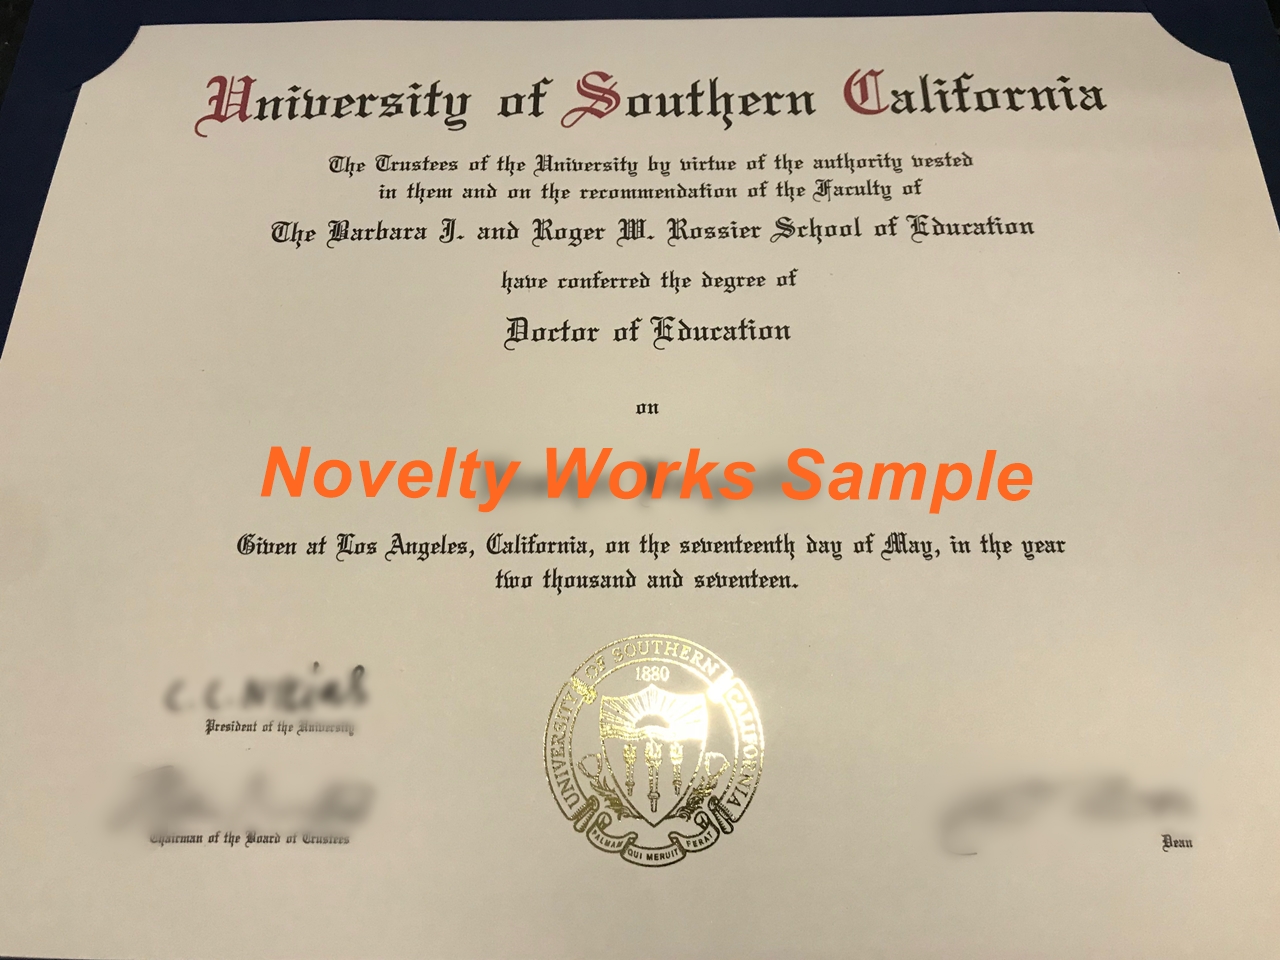 University of Southern California
The Trustees of the University by virtue of the authority vested
in them and on the recommendation of the Faculty of
The Barbara J. and Roger W. Rossier School of Education
have conferred the degree of
Doctor of Education
on
Novelty Works Sample
Given at Los Angeles, California, on the seventeenth day of May, in the year
two thousand and seventeen.
UNIVERSITY OF SOUTHERN CALIFORNIA
1880
PALMAM QUI MERUIT FERAT
President of the University
Chairman of the Board of Trustees
Dean